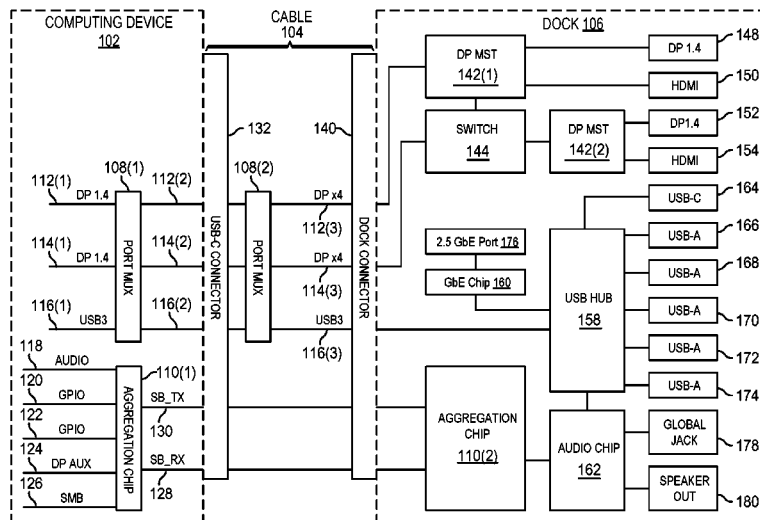 COMPUTING DEVICE
102
CABLE
104
DOCK 106
132
140
108(1)
108(2)
112(1)
DP 1.4
112(2)
DP x4
112(3)
114(1)
DP 1.4
114(2)
DP x4
114(3)
116(1)
USB3
116(2)
USB3
116(3)
PORT MUX
USB-C CONNECTOR
PORT MUX
DOCK CONNECTOR
118
AUDIO
120
GPIO
122
GPIO
124
DP AUX
126
SMB
110(1)
AGGREGATION CHIP
SB_TX
130
SB_RX
128
DP MST
142(1)
SWITCH
144
DP MST
142(2)
DP 1.4
148
HDMI
150
DP1.4
152
HDMI
154
2.5 GbE Port 176
GbE Chip 160
USB HUB
158
USB-C
164
USB-A
166
USB-A
168
USB-A
170
USB-A
172
USB-A
174
AGGREGATION
CHIP
110(2)
AUDIO CHIP
162
GLOBAL
JACK
178
SPEAKER
OUT
180